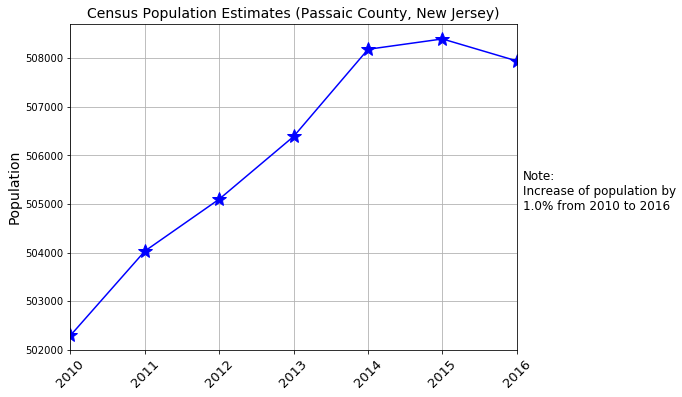 Census Population Estimates (Passaic County, New Jersey)
Population
508000
507000
506000
505000
504000
503000
502000
2010
2011
2012
2013
2014
2015
2016
Note:
Increase of population by
1.0% from 2010 to 2016